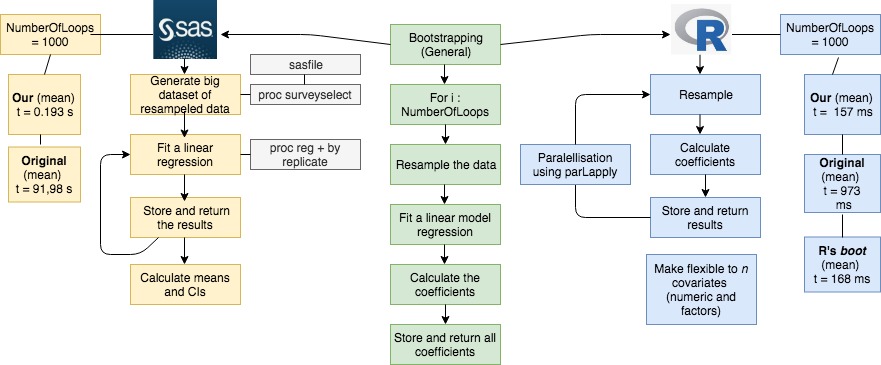 NumberOfLoops
= 1000
Our (mean)
t = 0.193 s
Original
(mean)
t = 91,98 s
sas
Generate big
dataset of
resampeled data
sasfile
proc surveyselect
Fit a linear
regression
proc reg + by
replicate
Store and return
the results
Calculate means
and CIs
Bootstrapping
(General)
For i :
NumberOfLoops
Resample the data
Fit a linear model
regression
Calculate the
coefficients
Store and return all
coefficients
R
Resample
Paralellisation
using parLapply
Calculate
coefficients
Store and return
results
Make flexible to n
covariates
(numeric and
factors)
NumberOfLoops
= 1000
Our (mean)
t = 157 ms
Original
(mean)
t = 973
ms
R's boot
(mean)
t = 168 ms